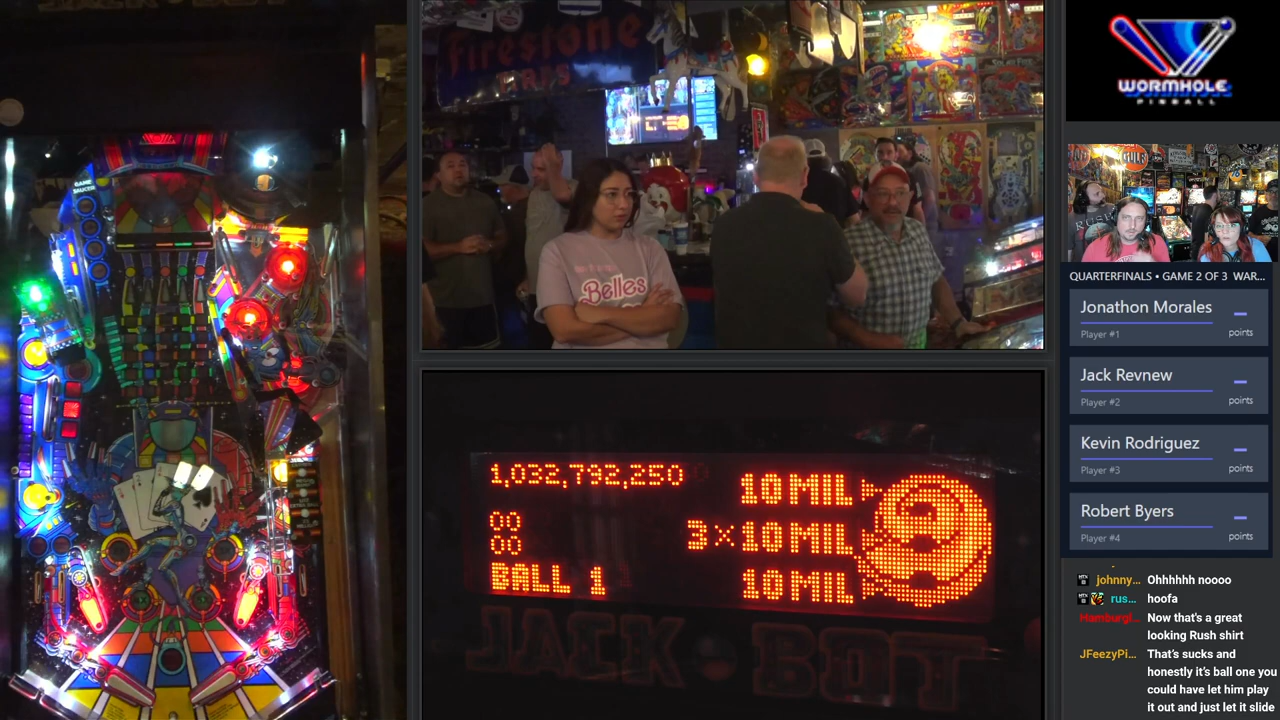 firestone
Belles
GAME
SAUCER
1,032,792,250
00
00
BALL 1
10 MIL
3×10 MIL
10 MIL
JACK·BOT
WORMHOLE
PINBALL
RUSH
QUARTERFINALS • GAME 2 OF 3 WAR...
Jonathon Morales
Player #1
– points
Jack Revnew
Player #2
– points
Kevin Rodriguez
Player #3
– points
Robert Byers
Player #4
– points
johnny... Ohhhhhh noooo
rus... hoofa
Hamburgl... Now that's a great
looking Rush shirt
JFeezyPi... That's sucks and
honestly it's ball one you
could have let him play
it out and just let it slide